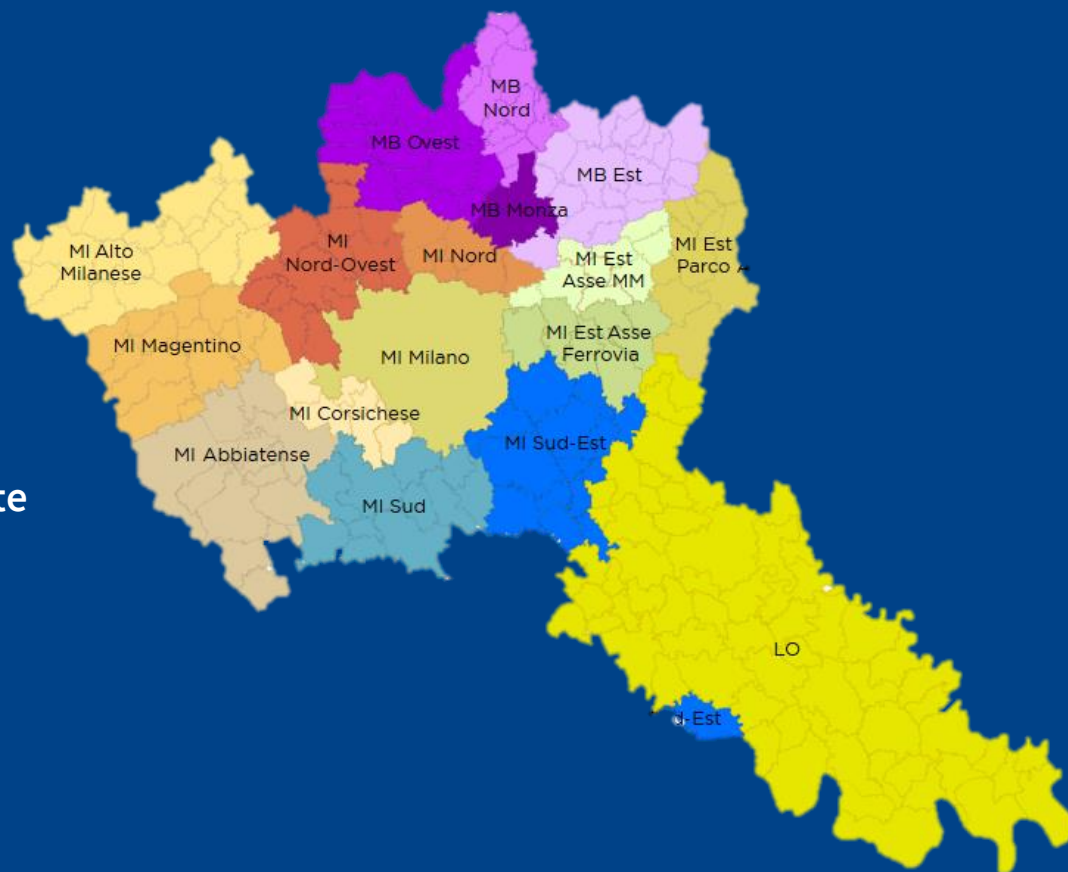 MB
Nord
MB Ovest
MB Est
MB Monza
MI Alto
Milanese
MI
Nord-Ovest
MI Nord
MI Est
Asse MM
MI Est
Parco
MI Magentino
MI Milano
MI Est Asse
Ferrovia
MI Corsichese
MI Abbiatense
MI Sud-Est
MI Sud
LO
d-Est